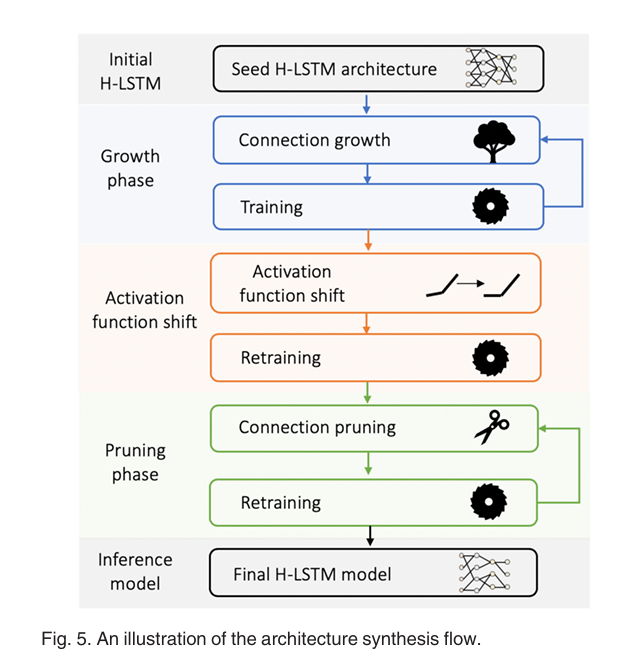 Initial
H-LSTM
Seed H-LSTM architecture
Growth
phase
Connection growth
Training
Activation
function shift
Activation
function shift
Retraining
Pruning
phase
Connection pruning
Retraining
Inference
model
Final H-LSTM model
Fig. 5. An illustration of the architecture synthesis flow.